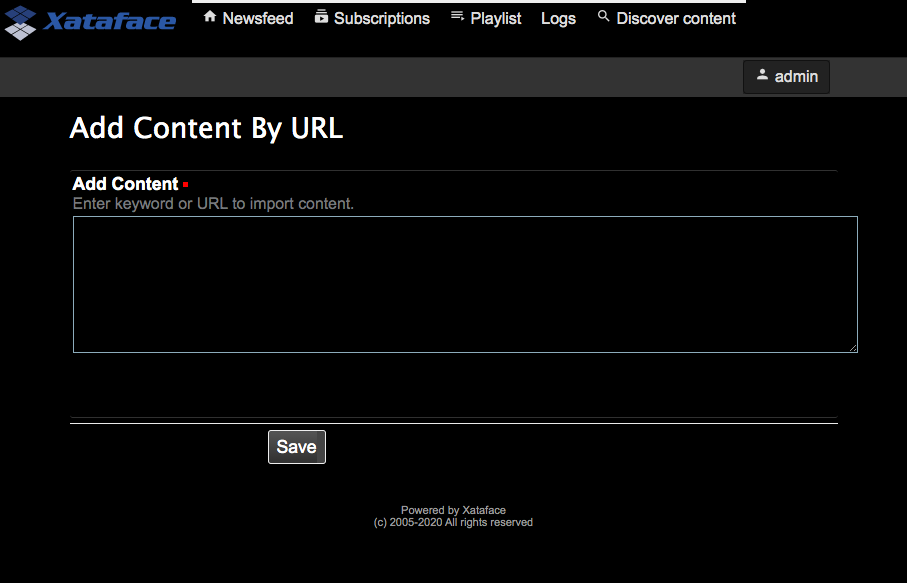 Xataface
Newsfeed Subscriptions Playlist Logs Discover content
admin
Add Content By URL
Add Content
Enter keyword or URL to import content.
Save
Powered by Xataface
(c) 2005-2020 All rights reserved